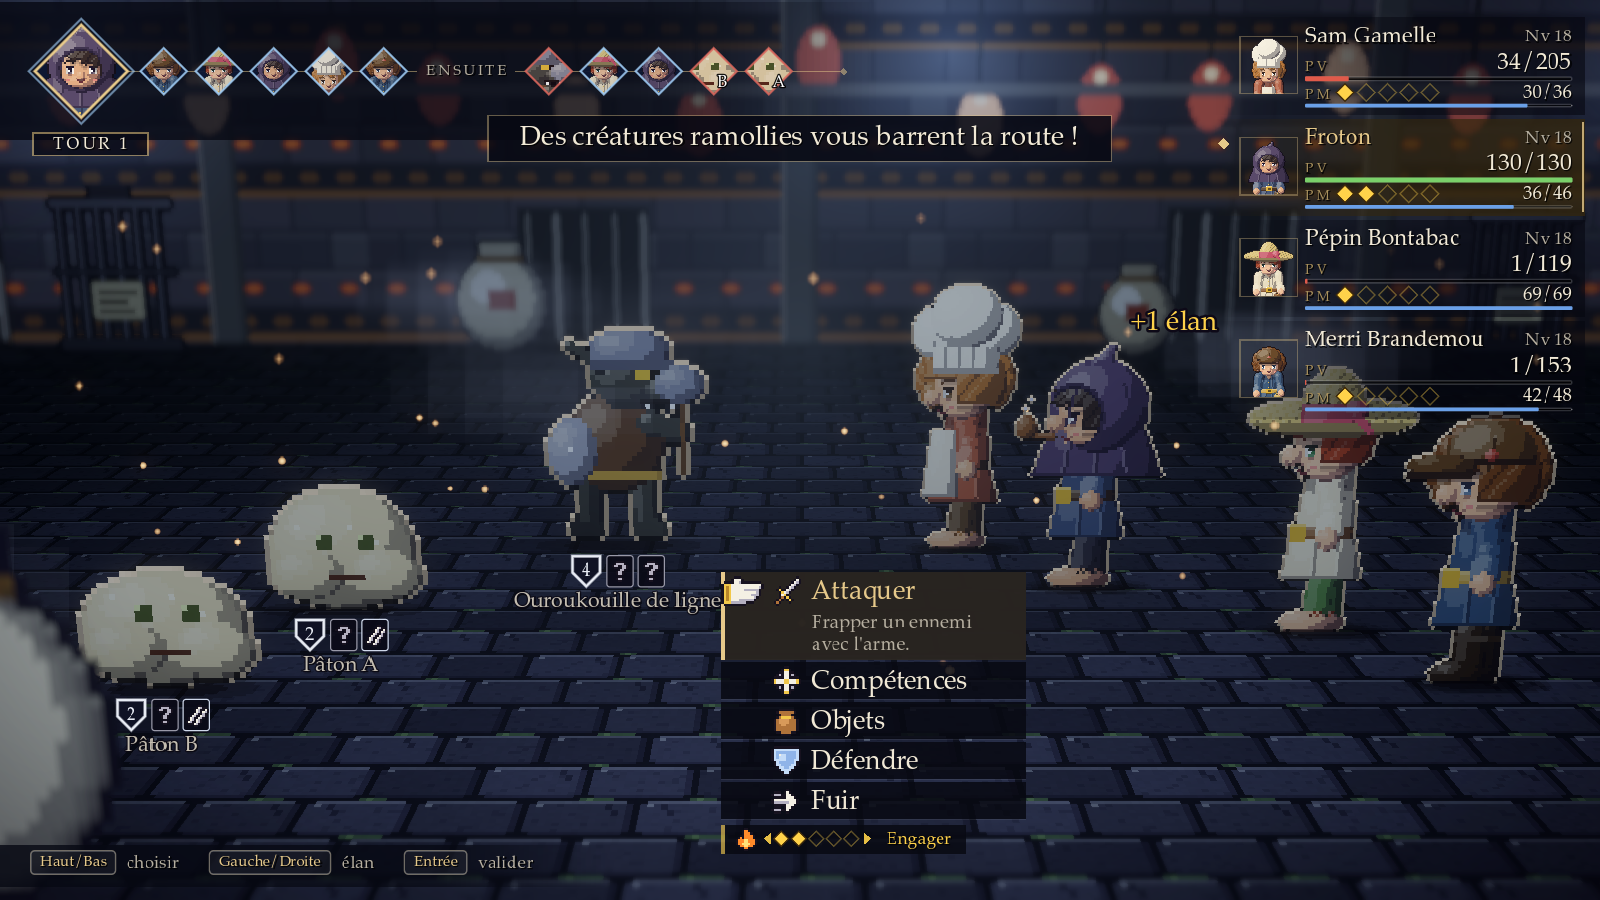 ENSUITE
B
A
TOUR 1
Des créatures ramollies vous barrent la route !
Sam Gamelle Nv 18
PV 34/205
PM 30/36
Froton Nv 18
PV 130/130
PM 36/46
Pépin Bontabac Nv 18
PV 1/119
PM 69/69
Merri Brandemou Nv 18
PV 1/153
PM 42/48
+1 élan
4 ? ?
Ouroukouille de ligne
2 ?
Pâton A
2 ?
Pâton B
Attaquer
Frapper un ennemi
avec l'arme.
Compétences
Objets
Défendre
Fuir
Engager
Haut/Bas choisir Gauche/Droite élan Entrée valider